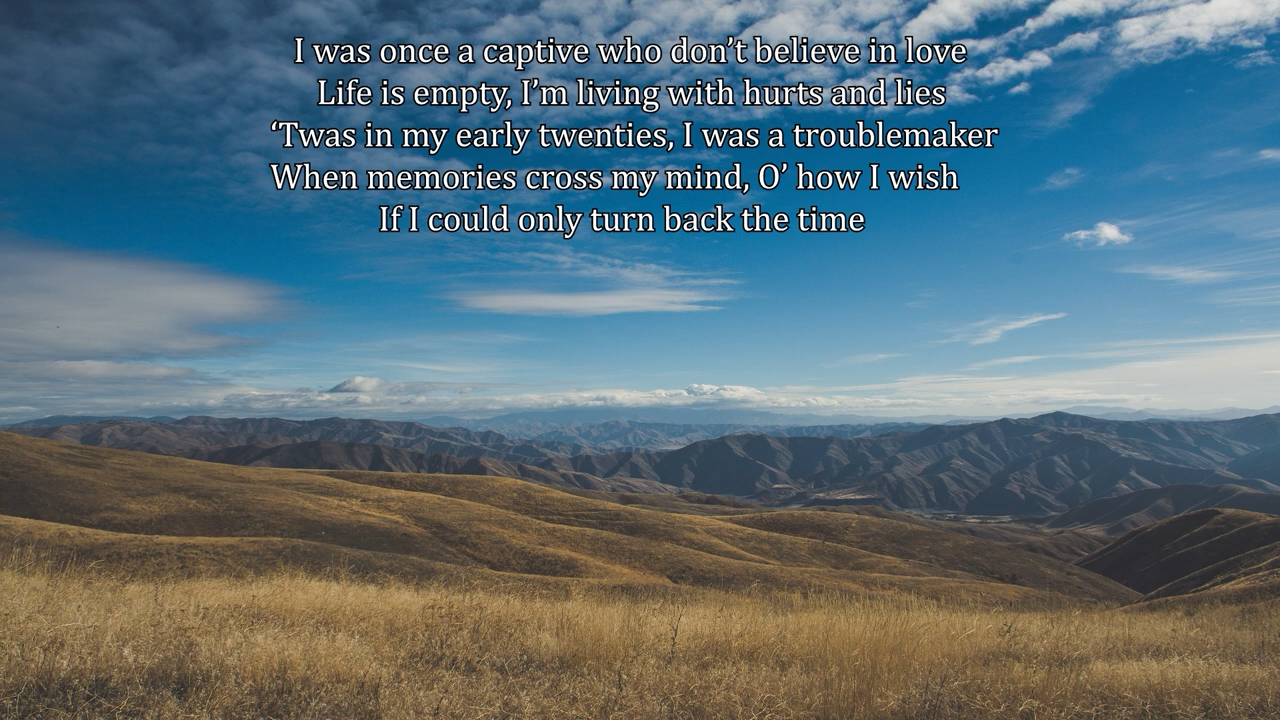 I was once a captive who don’t believe in love
Life is empty, I’m living with hurts and lies
‘Twas in my early twenties, I was a troublemaker
When memories cross my mind, O’ how I wish
If I could only turn back the time